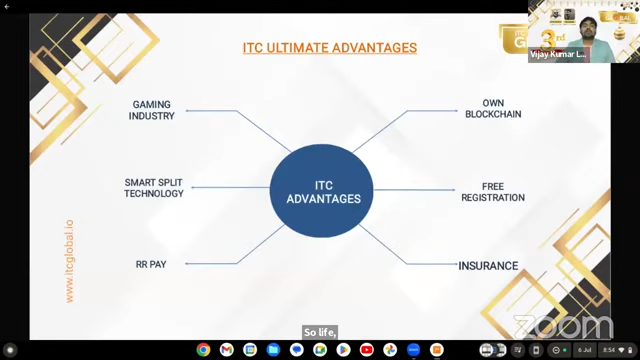 ITC ULTIMATE ADVANTAGES
3rd
Vijay Kumar L...
GAMING
INDUSTRY
OWN
BLOCKCHAIN
SMART SPLIT
TECHNOLOGY
ITC
ADVANTAGES
FREE
REGISTRATION
RR PAY
INSURANCE
www.itcglobal.io
So life,
zoom
6 Jul
8:54